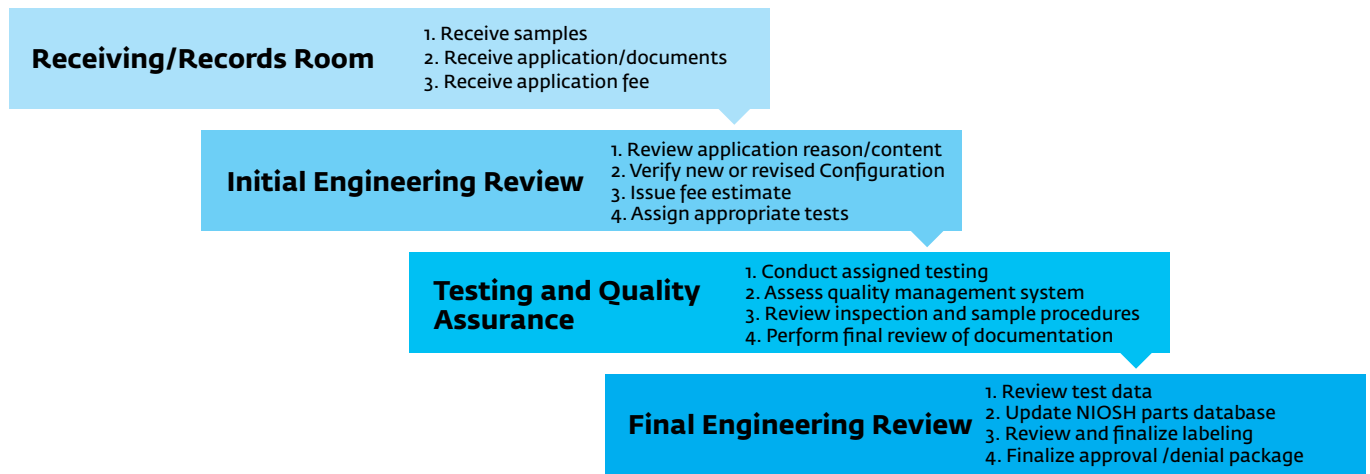 Receiving/Records Room
1. Receive samples
2. Receive application/documents
3. Receive application fee
Initial Engineering Review
1. Review application reason/content
2. Verify new or revised Configuration
3. Issue fee estimate
4. Assign appropriate tests
Testing and Quality
Assurance
1. Conduct assigned testing
2. Assess quality management system
3. Review inspection and sample procedures
4. Perform final review of documentation
Final Engineering Review
1. Review test data
2. Update NIOSH parts database
3. Review and finalize labeling
4. Finalize approval /denial package